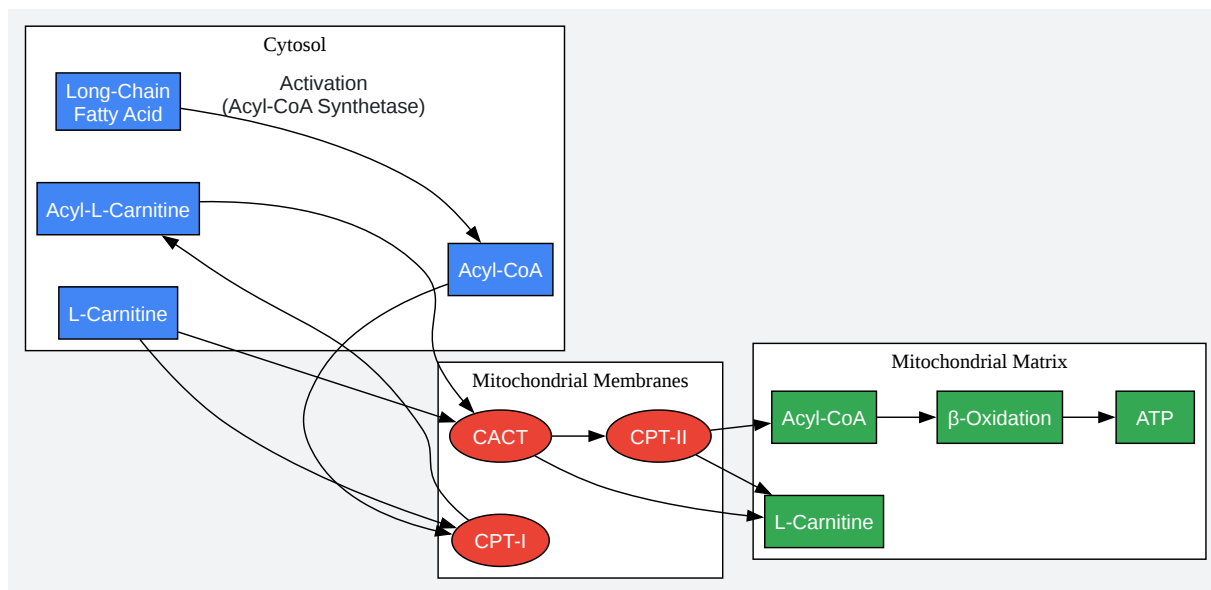 Cytosol
Long-Chain
Fatty Acid
Activation
(Acyl-CoA Synthetase)
Acyl-L-Carnitine
Acyl-CoA
L-Carnitine
Mitochondrial Membranes
CACT
CPT-II
CPT-I
Mitochondrial Matrix
Acyl-CoA
β-Oxidation
ATP
L-Carnitine